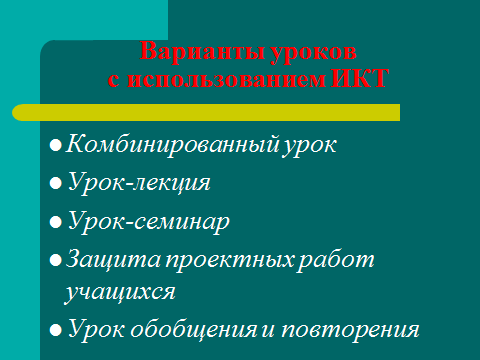 Варианты уроков
с использованием ИКТ
Комбинированный урок
Урок-лекция
Урок-семинар
Защита проектных работ
учащихся
Урок обобщения и повторения